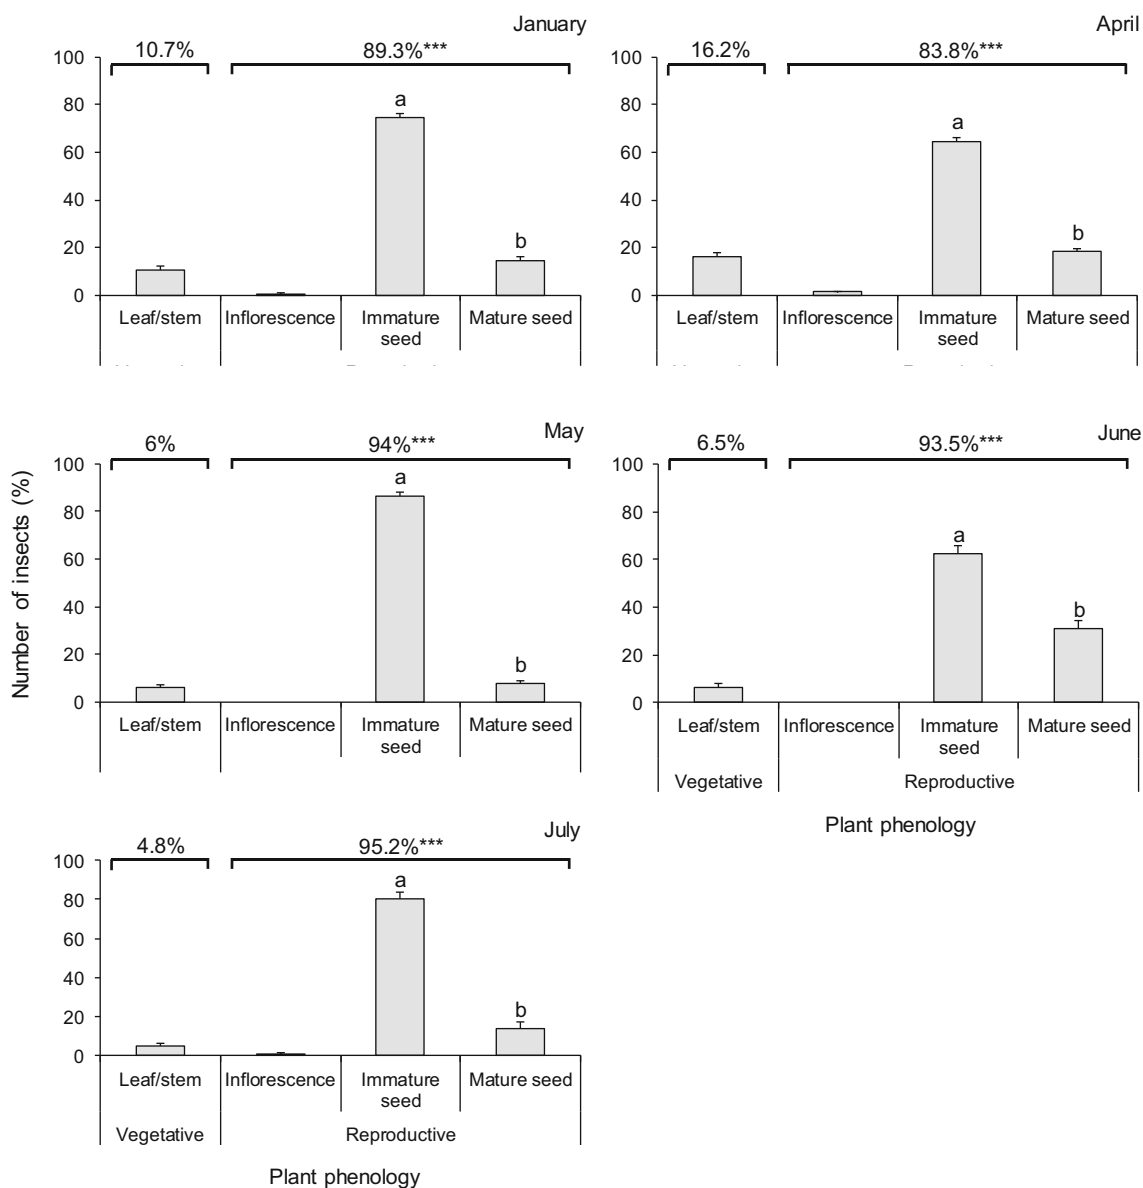 January
10.7% 89.3%***
100
80
60
40
20
0
a
b
Leaf/stem Inflorescence Immature seed Mature seed
April
16.2% 83.8%***
100
80
60
40
20
0
a
b
Leaf/stem Inflorescence Immature seed Mature seed
Number of insects (%)
May
6% 94%***
100
80
60
40
20
0
a
b
Leaf/stem Inflorescence Immature seed Mature seed
June
6.5% 93.5%***
100
80
60
40
20
0
a
b
Leaf/stem Inflorescence Immature seed Mature seed
Vegetative Reproductive
Plant phenology
July
4.8% 95.2%***
100
80
60
40
20
0
a
b
Leaf/stem Inflorescence Immature seed Mature seed
Vegetative Reproductive
Plant phenology